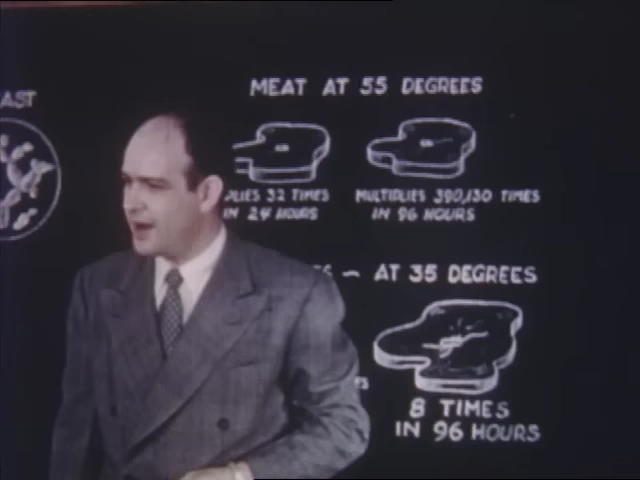 AST
MEAT AT 55 DEGREES
PLIES 32 TIMES
IN 24 HOURS
MULTIPLIES 390,130 TIMES
IN 96 HOURS
– AT 35 DEGREES
8 TIMES
IN 96 HOURS